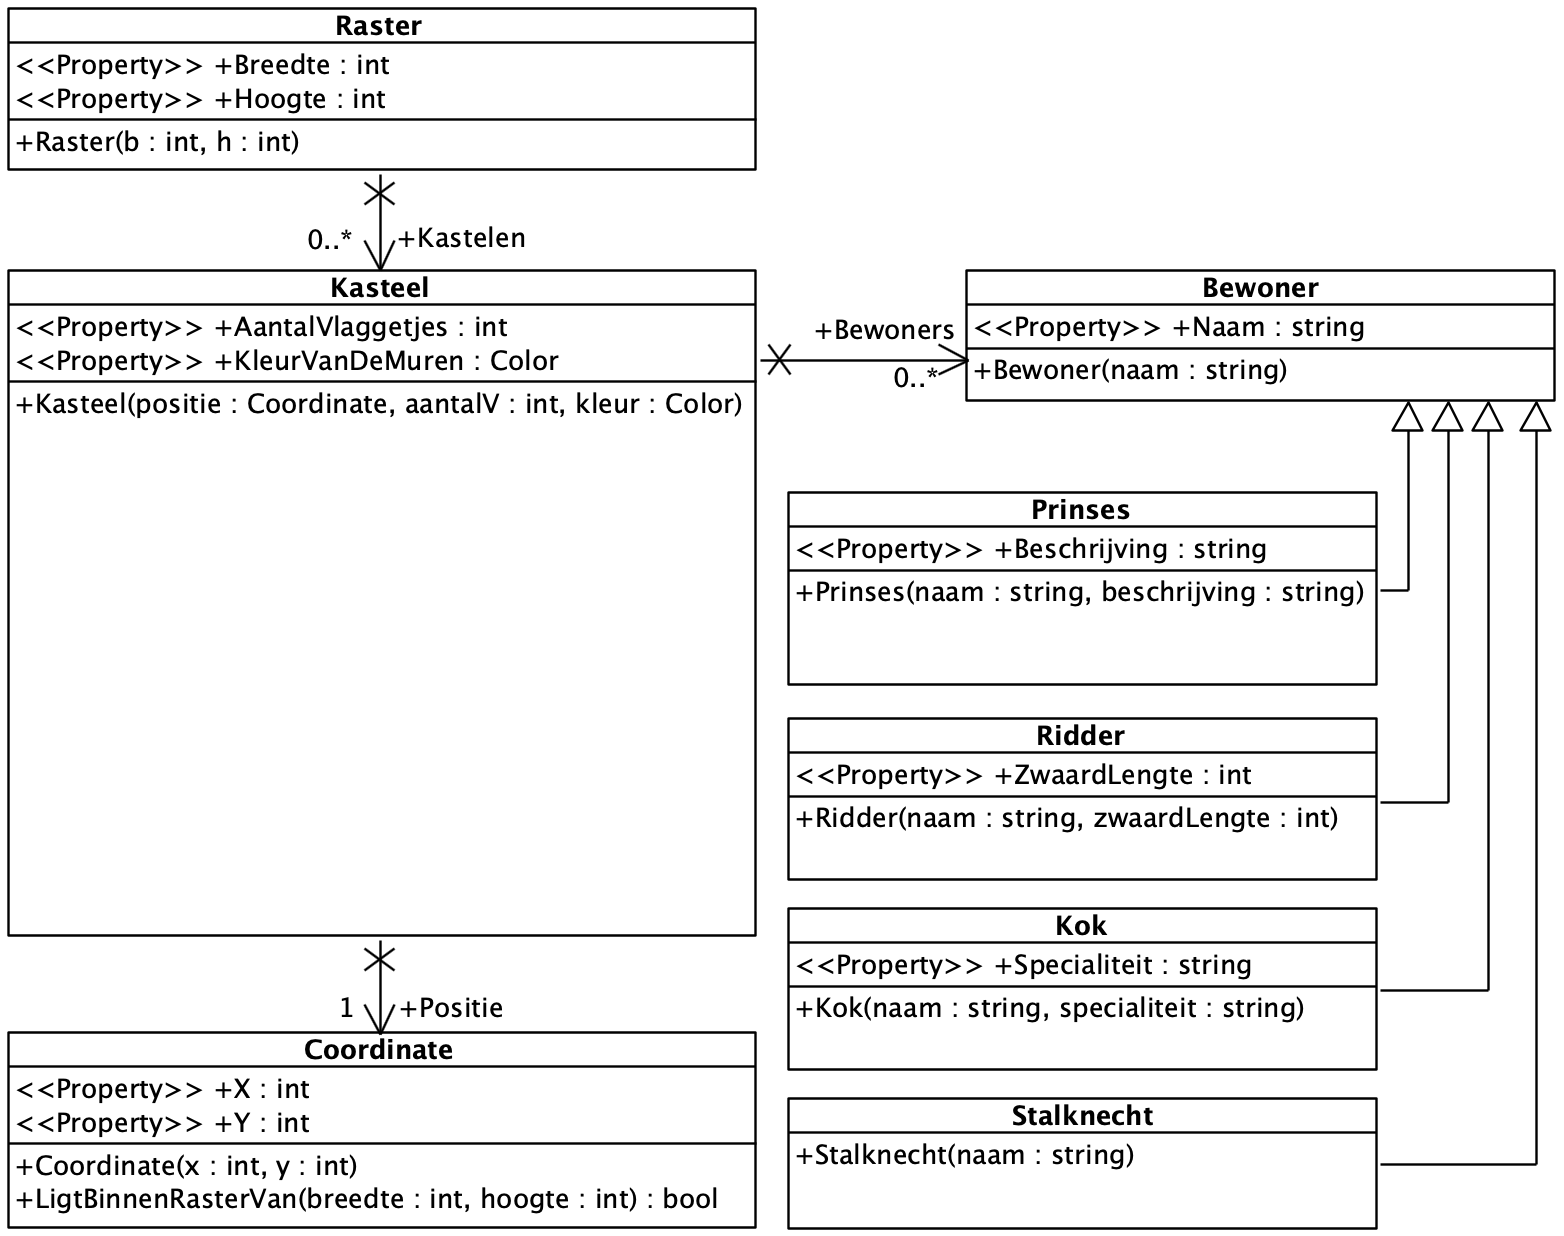 Raster
<<Property>> +Breedte : int
<<Property>> +Hoogte : int
+Raster(b : int, h : int)
0..*
+Kastelen
Kasteel
<<Property>> +AantalVlaggetjes : int
<<Property>> +KleurVanDeMuren : Color
+Kasteel(positie : Coordinate, aantalV : int, kleur : Color)
+Bewoners
0..*
Bewoner
<<Property>> +Naam : string
+Bewoner(naam : string)
Prinses
<<Property>> +Beschrijving : string
+Prinses(naam : string, beschrijving : string)
Ridder
<<Property>> +ZwaardLengte : int
+Ridder(naam : string, zwaardLengte : int)
Kok
<<Property>> +Specialiteit : string
+Kok(naam : string, specialiteit : string)
1
+Positie
Coordinate
<<Property>> +X : int
<<Property>> +Y : int
+Coordinate(x : int, y : int)
+LigtBinnenRasterVan(breedte : int, hoogte : int) : bool
Stalknecht
+Stalknecht(naam : string)